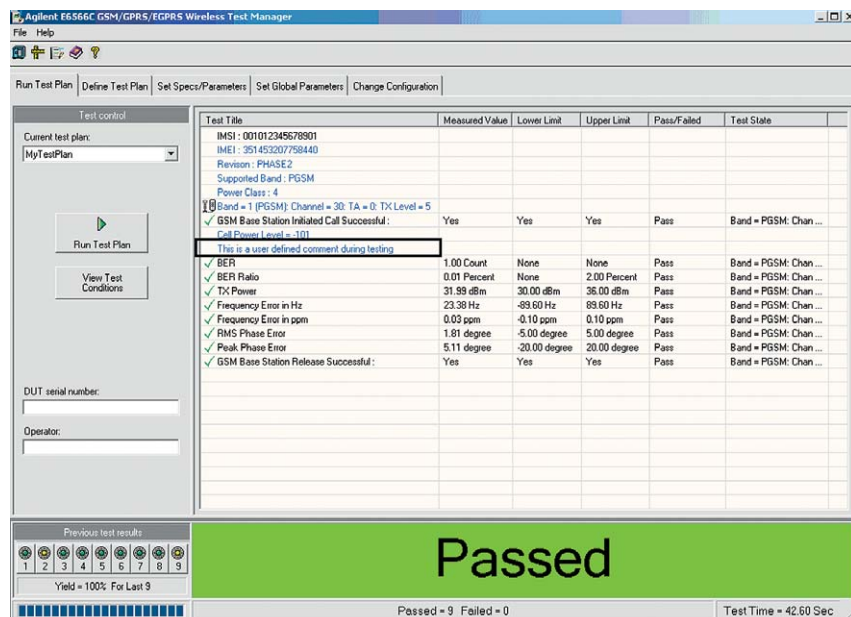 Agilent E6566C GSM/GPRS/EGPRS Wireless Test Manager
File Help
Run Test Plan Define Test Plan Set Specs/Parameters Set Global Parameters Change Configuration
Test control
Current test plan:
MyTestPlan
Run Test Plan
View Test
Conditions
DUT serial number:
Operator:
Test Title Measured Value Lower Limit Upper Limit Pass/Failed Test State
IMSI : 001012345678901
IMEI : 351453207758440
Revison : PHASE2
Supported Band : PGSM
Power Class : 4
Band = 1 (PGSM): Channel = 30: TA = 0: TX Level = 5
GSM Base Station Initiated Call Successful : Yes Yes Yes Pass Band = PGSM: Chan ...
Cell Power Level = -101
This is a user defined comment during testing
BER 1.00 Count None None Pass Band = PGSM: Chan ...
BER Ratio 0.01 Percent None 2.00 Percent Pass Band = PGSM: Chan ...
TX Power 31.99 dBm 30.00 dBm 36.00 dBm Pass Band = PGSM: Chan ...
Frequency Error in Hz 23.38 Hz -89.60 Hz 89.60 Hz Pass Band = PGSM: Chan ...
Frequency Error in ppm 0.03 ppm -0.10 ppm 0.10 ppm Pass Band = PGSM: Chan ...
RMS Phase Error 1.81 degree -5.00 degree 5.00 degree Pass Band = PGSM: Chan ...
Peak Phase Error 5.11 degree -20.00 degree 20.00 degree Pass Band = PGSM: Chan ...
GSM Base Station Release Successful : Yes Yes Yes Pass Band = PGSM: Chan ...
Previous test results
1 2 3 4 5 6 7 8 9
Yield = 100% For Last 9
Passed
Passed = 9 Failed = 0
Test Time = 42.60 Sec